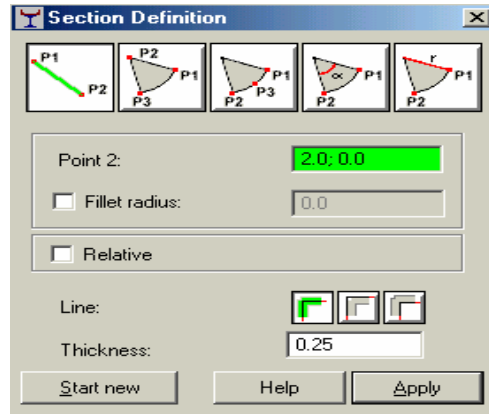 Section Definition
P1 P2
P2 P1 P3
P1 P3 P2
α P1 P2
r P1 P2
Point 2: 2.0; 0.0
Fillet radius: 0.0
Relative
Line:
Thickness: 0.25
Start new Help Apply